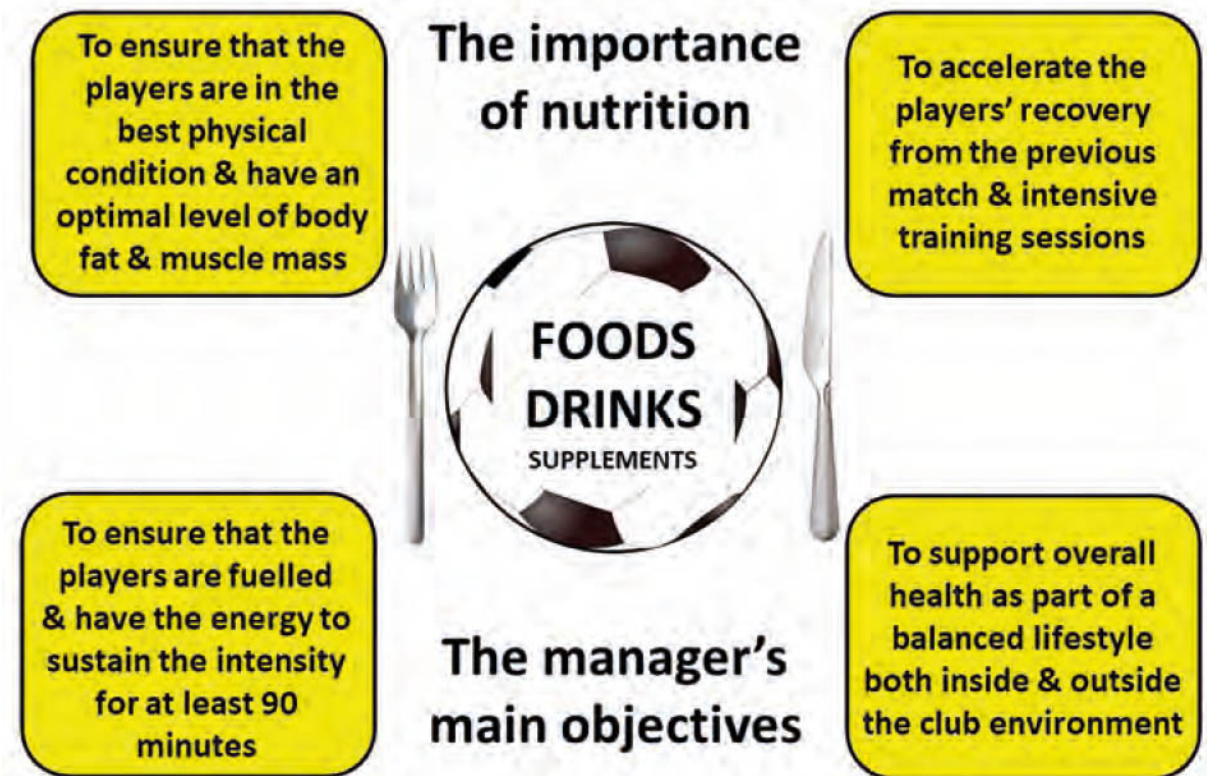 To ensure that the
players are in the
best physical
condition & have an
optimal level of body
fat & muscle mass
The importance
of nutrition
To accelerate the
players’ recovery
from the previous
match & intensive
training sessions
FOODS
DRINKS
SUPPLEMENTS
To ensure that the
players are fuelled
& have the energy to
sustain the intensity
for at least 90
minutes
The manager’s
main objectives
To support overall
health as part of a
balanced lifestyle
both inside & outside
the club environment